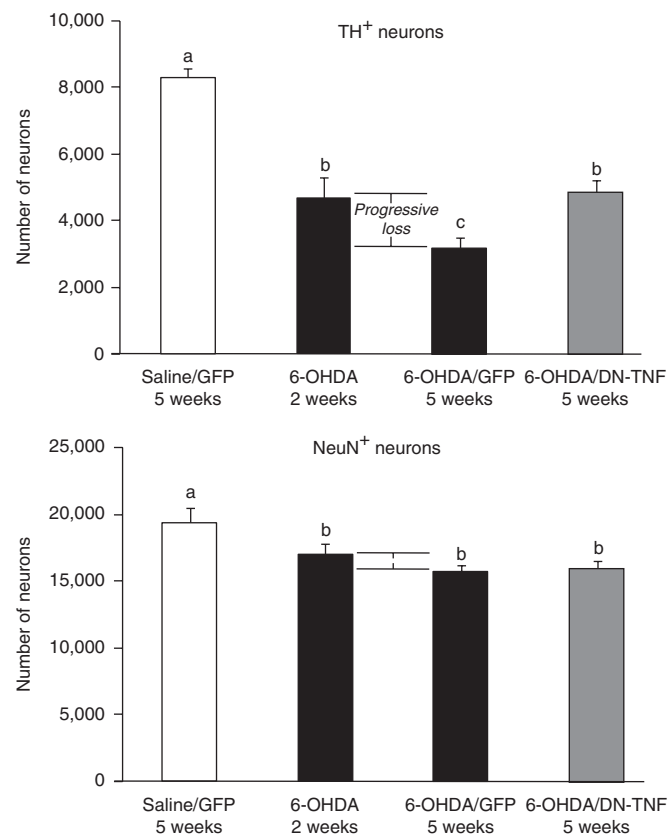 TH+ neurons
Number of neurons
10,000
8,000
6,000
4,000
2,000
0
a
b
Progressive
loss
c
b
Saline/GFP 6-OHDA 6-OHDA/GFP 6-OHDA/DN-TNF
5 weeks 2 weeks 5 weeks 5 weeks
NeuN+ neurons
Number of neurons
25,000
20,000
15,000
10,000
5,000
0
a
b
b
b
Saline/GFP 6-OHDA 6-OHDA/GFP 6-OHDA/DN-TNF
5 weeks 2 weeks 5 weeks 5 weeks